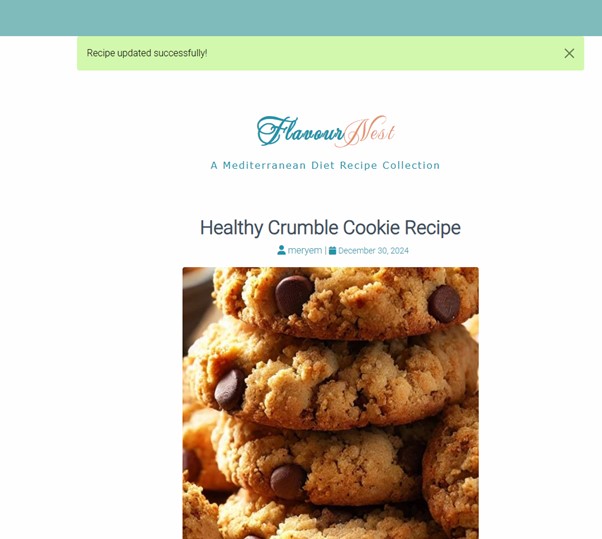 Recipe updated successfully!
FlavourNest
A Mediterranean Diet Recipe Collection
Healthy Crumble Cookie Recipe
meryem | December 30, 2024